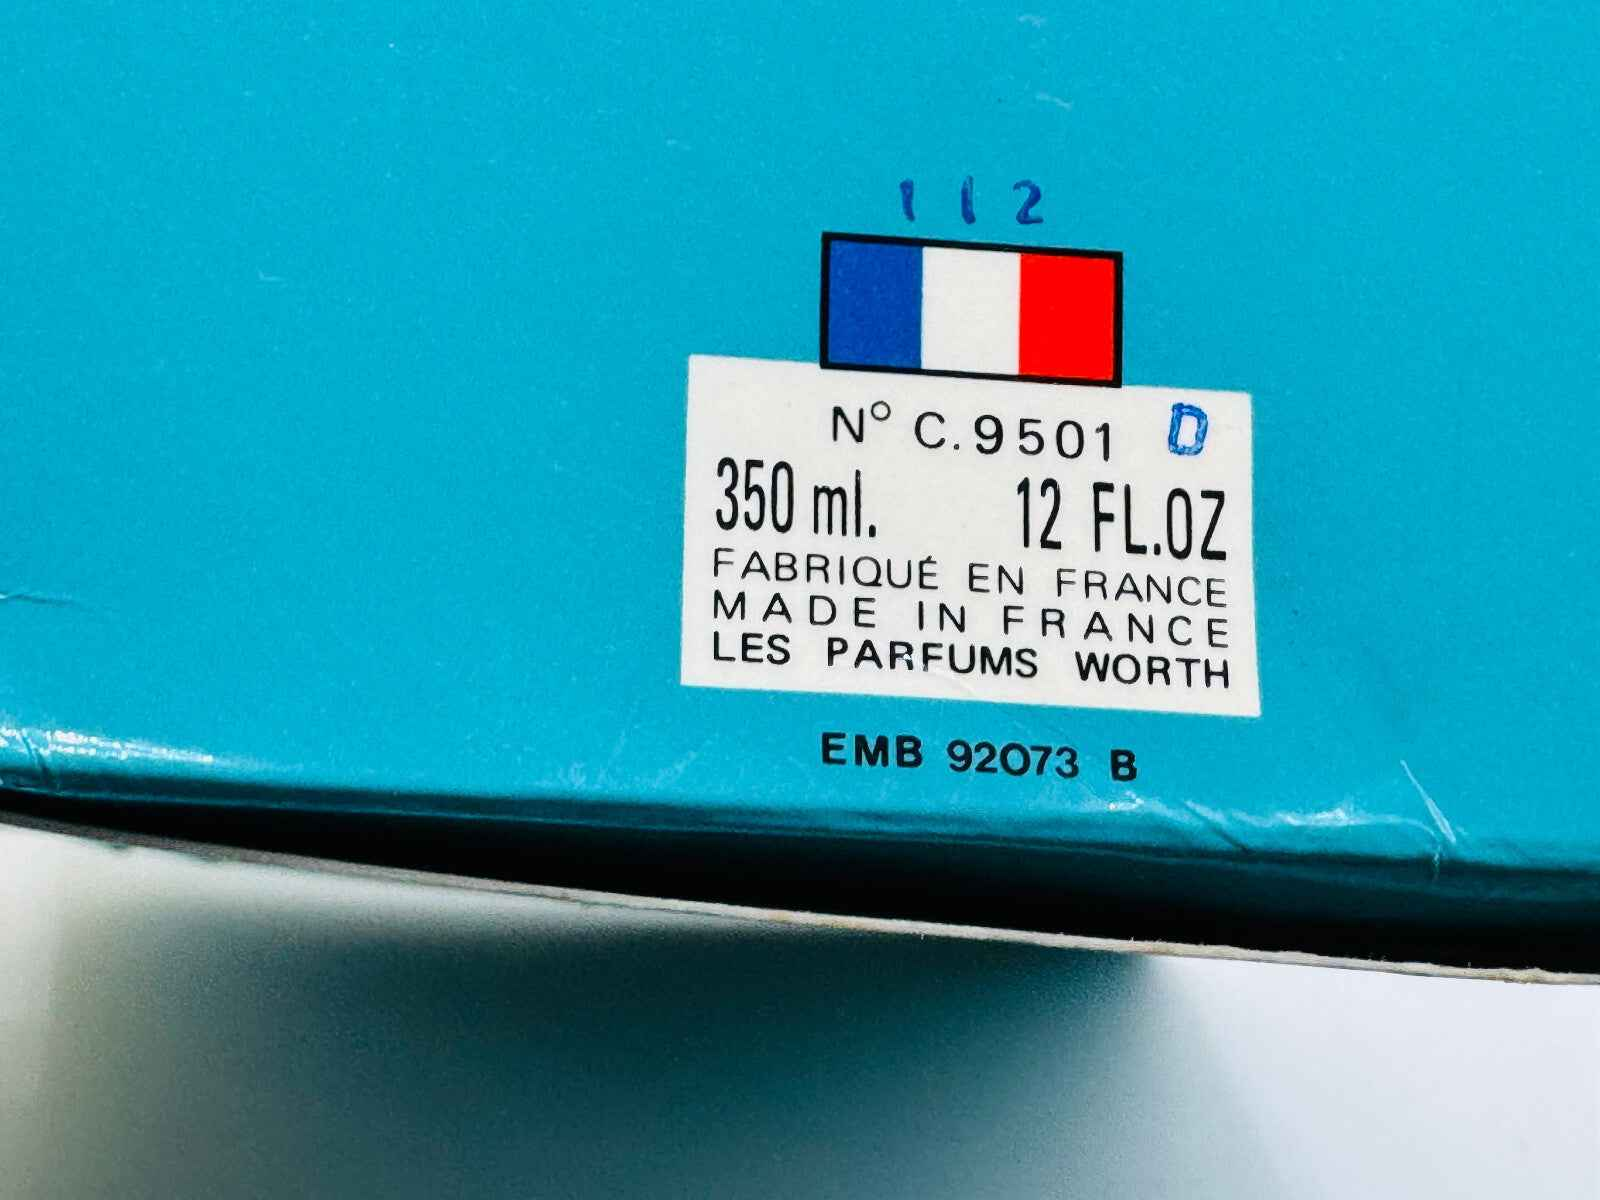 112
N° C.9501 D
350 ml. 12 FL.OZ
FABRIQUÉ EN FRANCE
MADE IN FRANCE
LES PARFUMS WORTH
EMB 92073 B